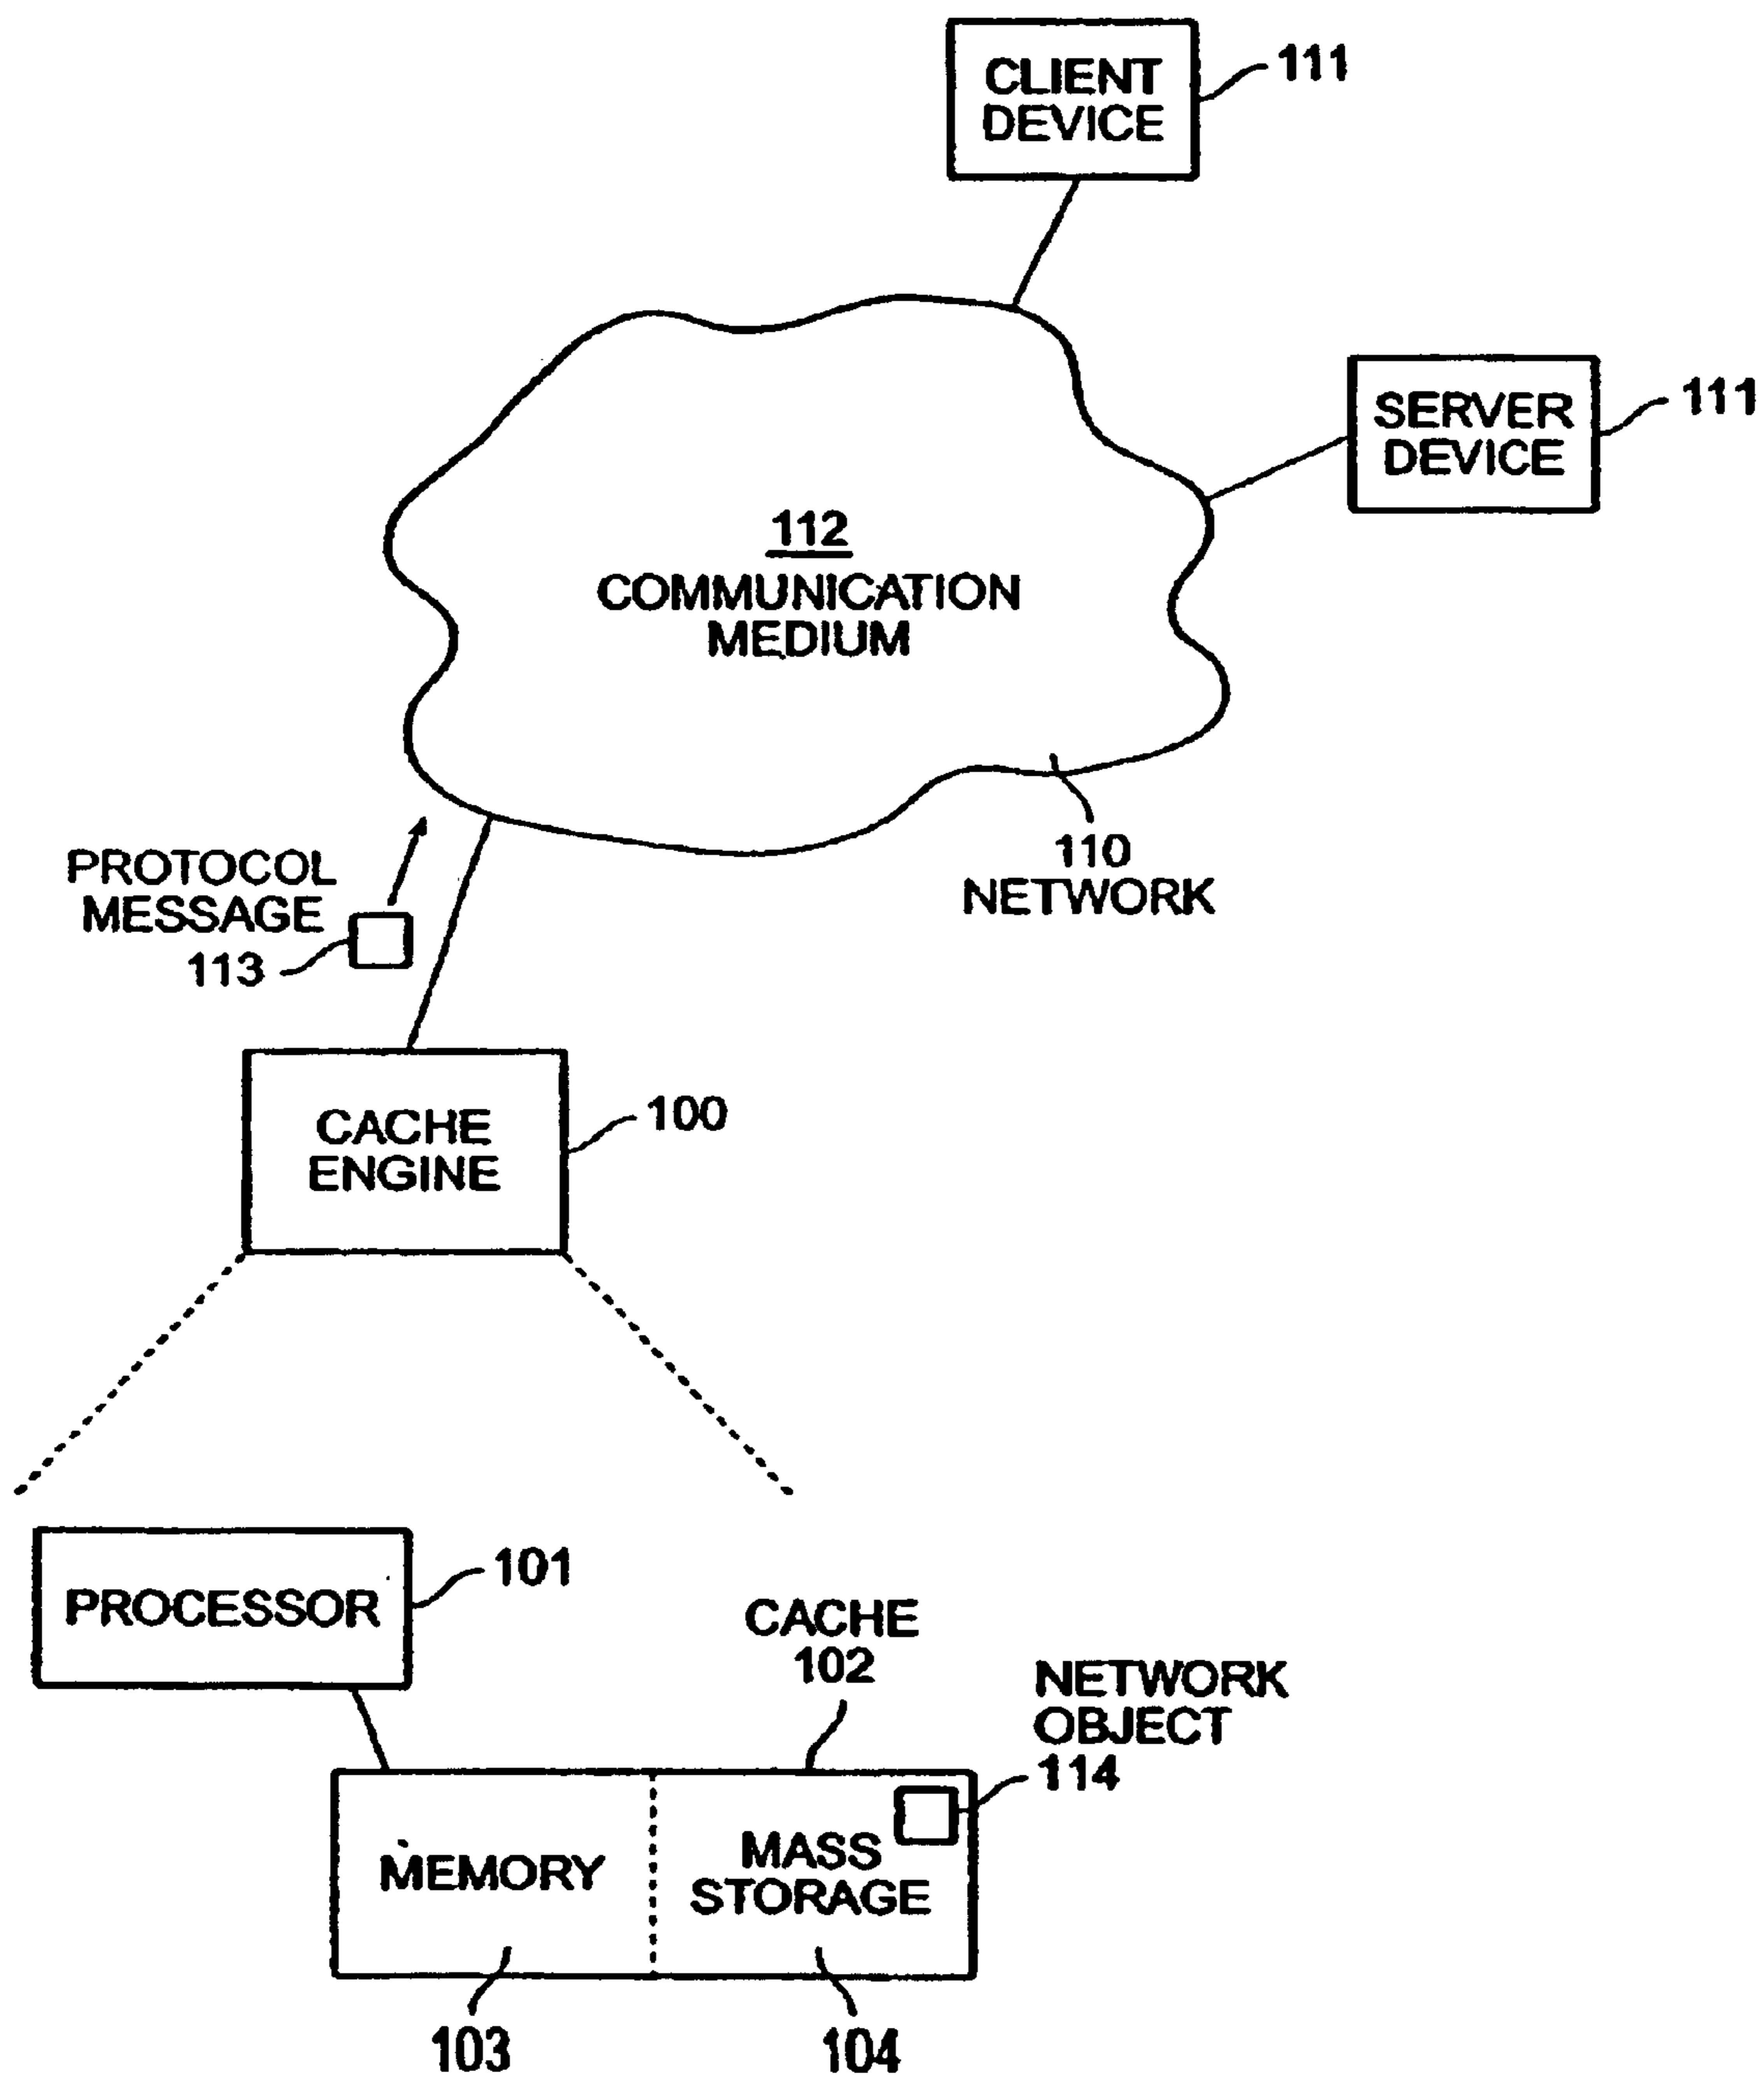 CLIENT
DEVICE
111
SERVER
DEVICE
111
112
COMMUNICATION
MEDIUM
110
NETWORK
PROTOCOL
MESSAGE
113
CACHE
ENGINE
100
PROCESSOR
101
CACHE
102
NETWORK
OBJECT
114
MEMORY
MASS
STORAGE
103
104